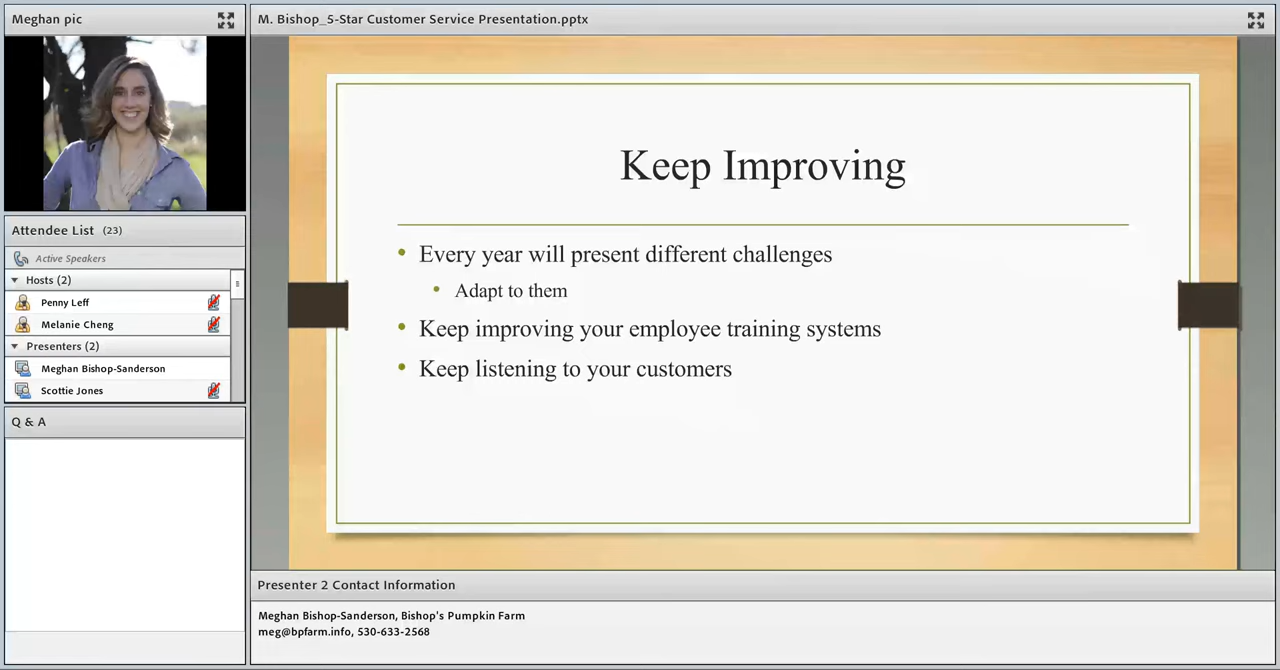 Meghan pic
M. Bishop_5-Star Customer Service Presentation.pptx
Attendee List (23)
Active Speakers
Hosts (2)
Penny Leff
Melanie Cheng
Presenters (2)
Meghan Bishop-Sanderson
Scottie Jones
Q & A
Keep Improving
• Every year will present different challenges
• Adapt to them
• Keep improving your employee training systems
• Keep listening to your customers
Presenter 2 Contact Information
Meghan Bishop-Sanderson, Bishop's Pumpkin Farm
meg@bpfarm.info, 530-633-2568